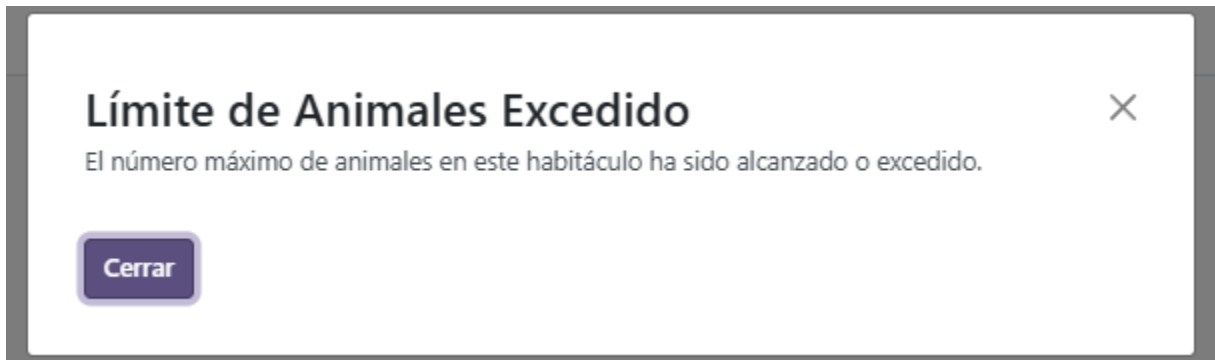 Límite de Animales Excedido
El número máximo de animales en este habitáculo ha sido alcanzado o excedido.
Cerrar